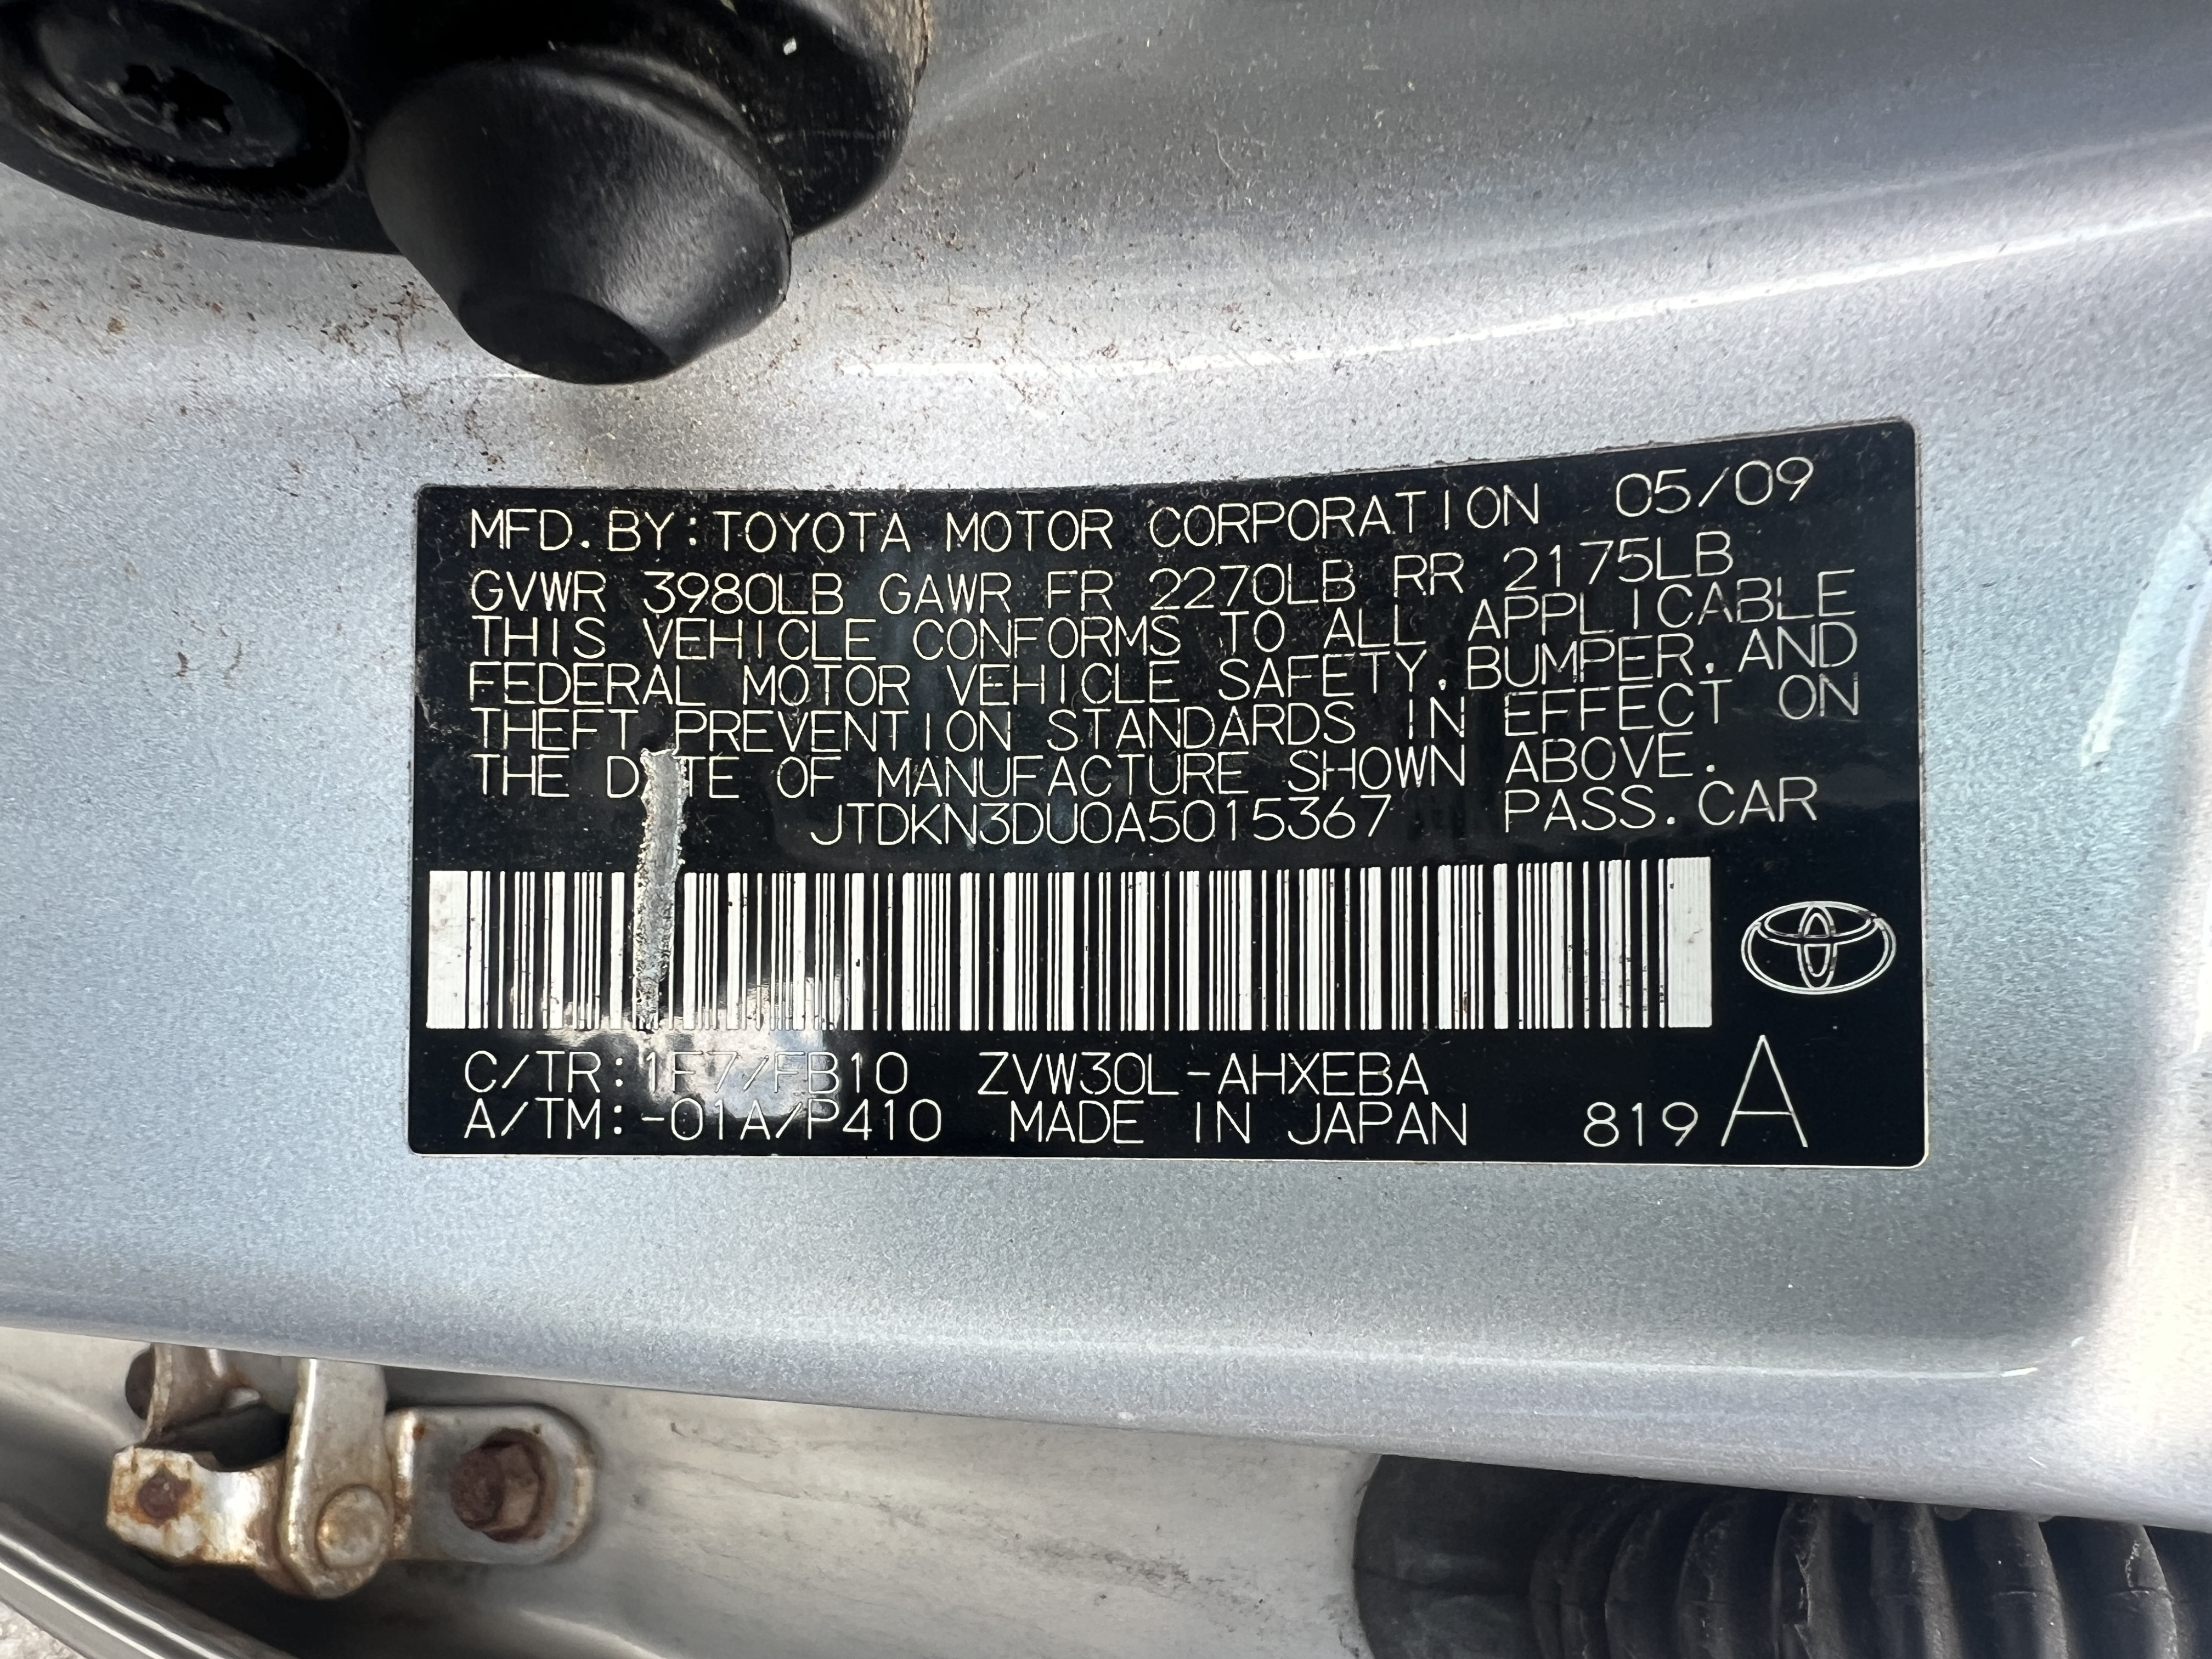 MFD. BY: TOYOTA MOTOR CORPORATION 05/09
GVWR 3980LB GAWR FR 2270LB RR 2175LB
THIS VEHICLE CONFORMS TO ALL APPLICABLE
FEDERAL MOTOR VEHICLE SAFETY, BUMPER, AND
THEFT PREVENTION STANDARDS IN EFFECT ON
THE DATE OF MANUFACTURE SHOWN ABOVE.
JTDKN3DU0A5015367 PASS. CAR
C/TR: 1F7/FB10 ZVW30L-AHXEBA
A/TM: -01A/P410 MADE IN JAPAN 819 A